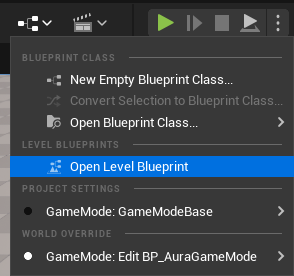 BLUEPRINT CLASS
New Empty Blueprint Class...
Convert Selection to Blueprint Class...
Open Blueprint Class...
LEVEL BLUEPRINTS
Open Level Blueprint
PROJECT SETTINGS
GameMode: GameModeBase
WORLD OVERRIDE
GameMode: Edit BP_AuraGameMode